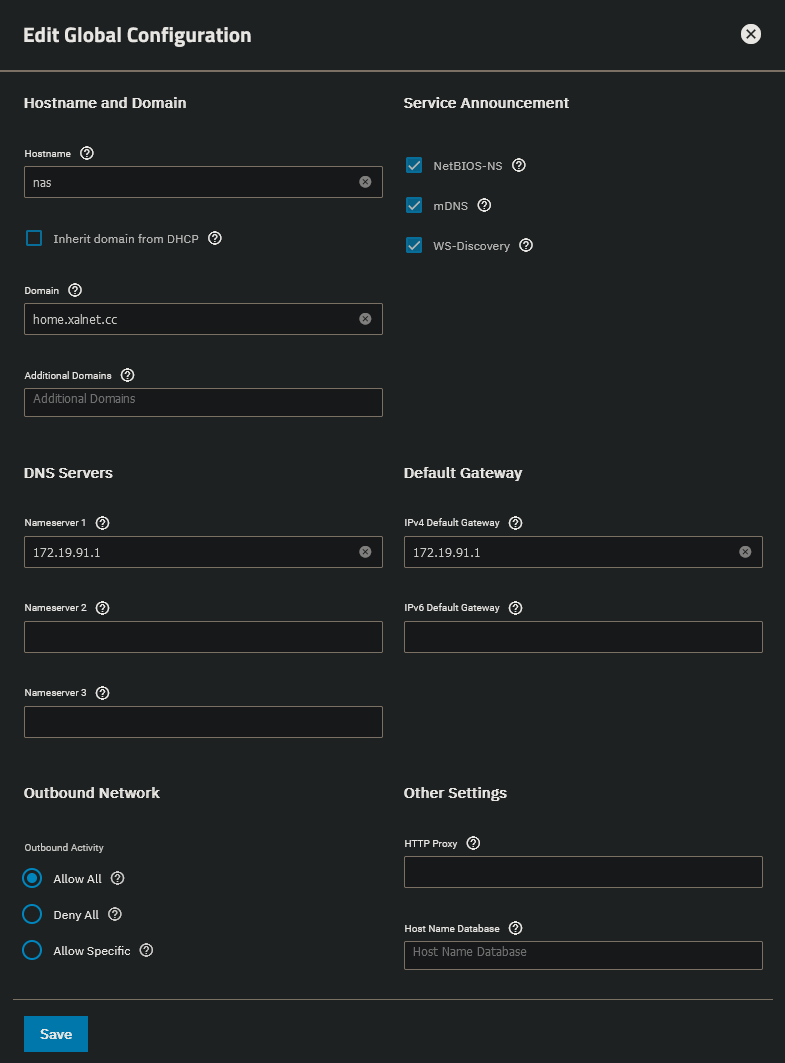 Edit Global Configuration
Hostname and Domain
Hostname
nas
Inherit domain from DHCP
Domain
home.xalnet.cc
Additional Domains
Additional Domains
Service Announcement
NetBIOS-NS
mDNS
WS-Discovery
DNS Servers
Nameserver 1
172.19.91.1
Nameserver 2
Nameserver 3
Default Gateway
IPv4 Default Gateway
172.19.91.1
IPv6 Default Gateway
Outbound Network
Outbound Activity
Allow All
Deny All
Allow Specific
Other Settings
HTTP Proxy
Host Name Database
Host Name Database
Save